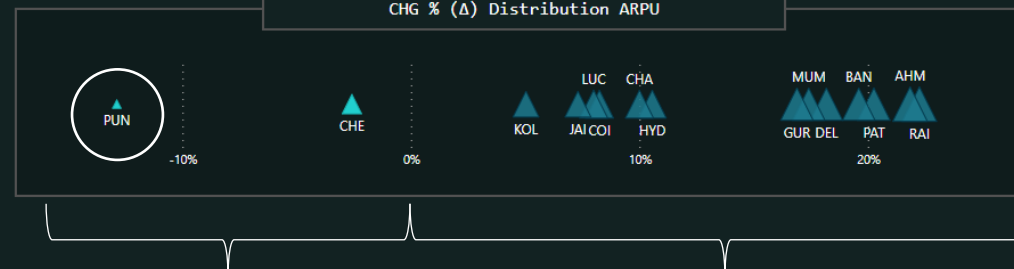 CHG % (Δ) Distribution ARPU
LUC CHA MUM BAN AHM
PUN CHE KOL JAI COI HYD GUR DEL PAT RAI
-10% 0% 10% 20%